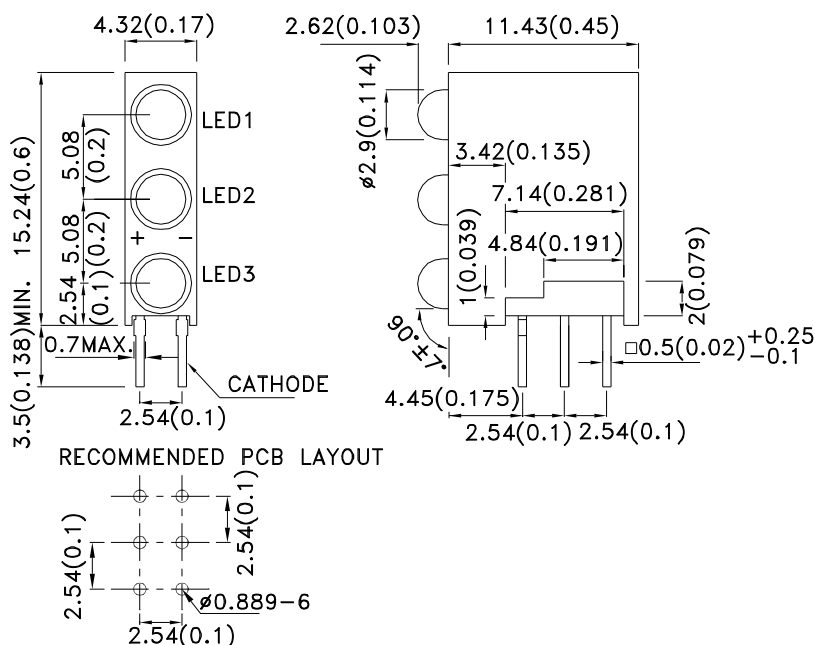 4.32(0.17)
2.62(0.103)
11.43(0.45)
LED1
LED2
LED3
+ -
15.24(0.6)
5.08
(0.2)
5.08
(0.2)
2.54
(0.1)
3.5(0.138)MIN.
0.7MAX.
CATHODE
2.54(0.1)
ø2.9(0.114)
3.42(0.135)
7.14(0.281)
4.84(0.191)
1(0.039)
2(0.079)
90°±7°
□0.5(0.02)+0.25
-0.1
4.45(0.175)
2.54(0.1)
2.54(0.1)
RECOMMENDED PCB LAYOUT
2.54(0.1)
2.54(0.1)
ø0.889-6
2.54(0.1)